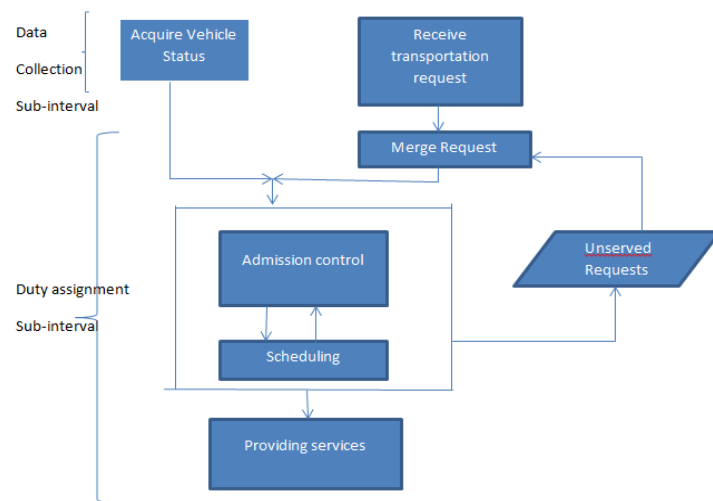 Data
Collection
Sub-interval
Acquire Vehicle
Status
Receive
transportation
request
Merge Request
Unserved
Requests
Admission control
Duty assignment
Sub-interval
Scheduling
Providing services